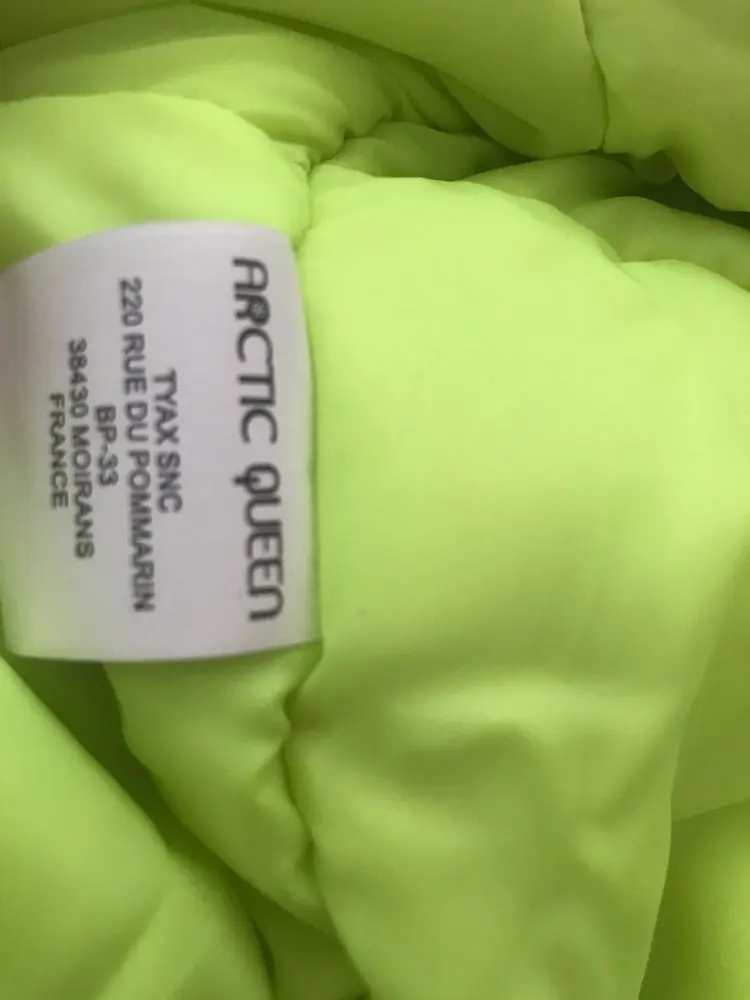 ARCTIC QUEEN
TYAX SNC
220 RUE DU POMMARIN
BP-33
38430 MOIRANS
FRANCE